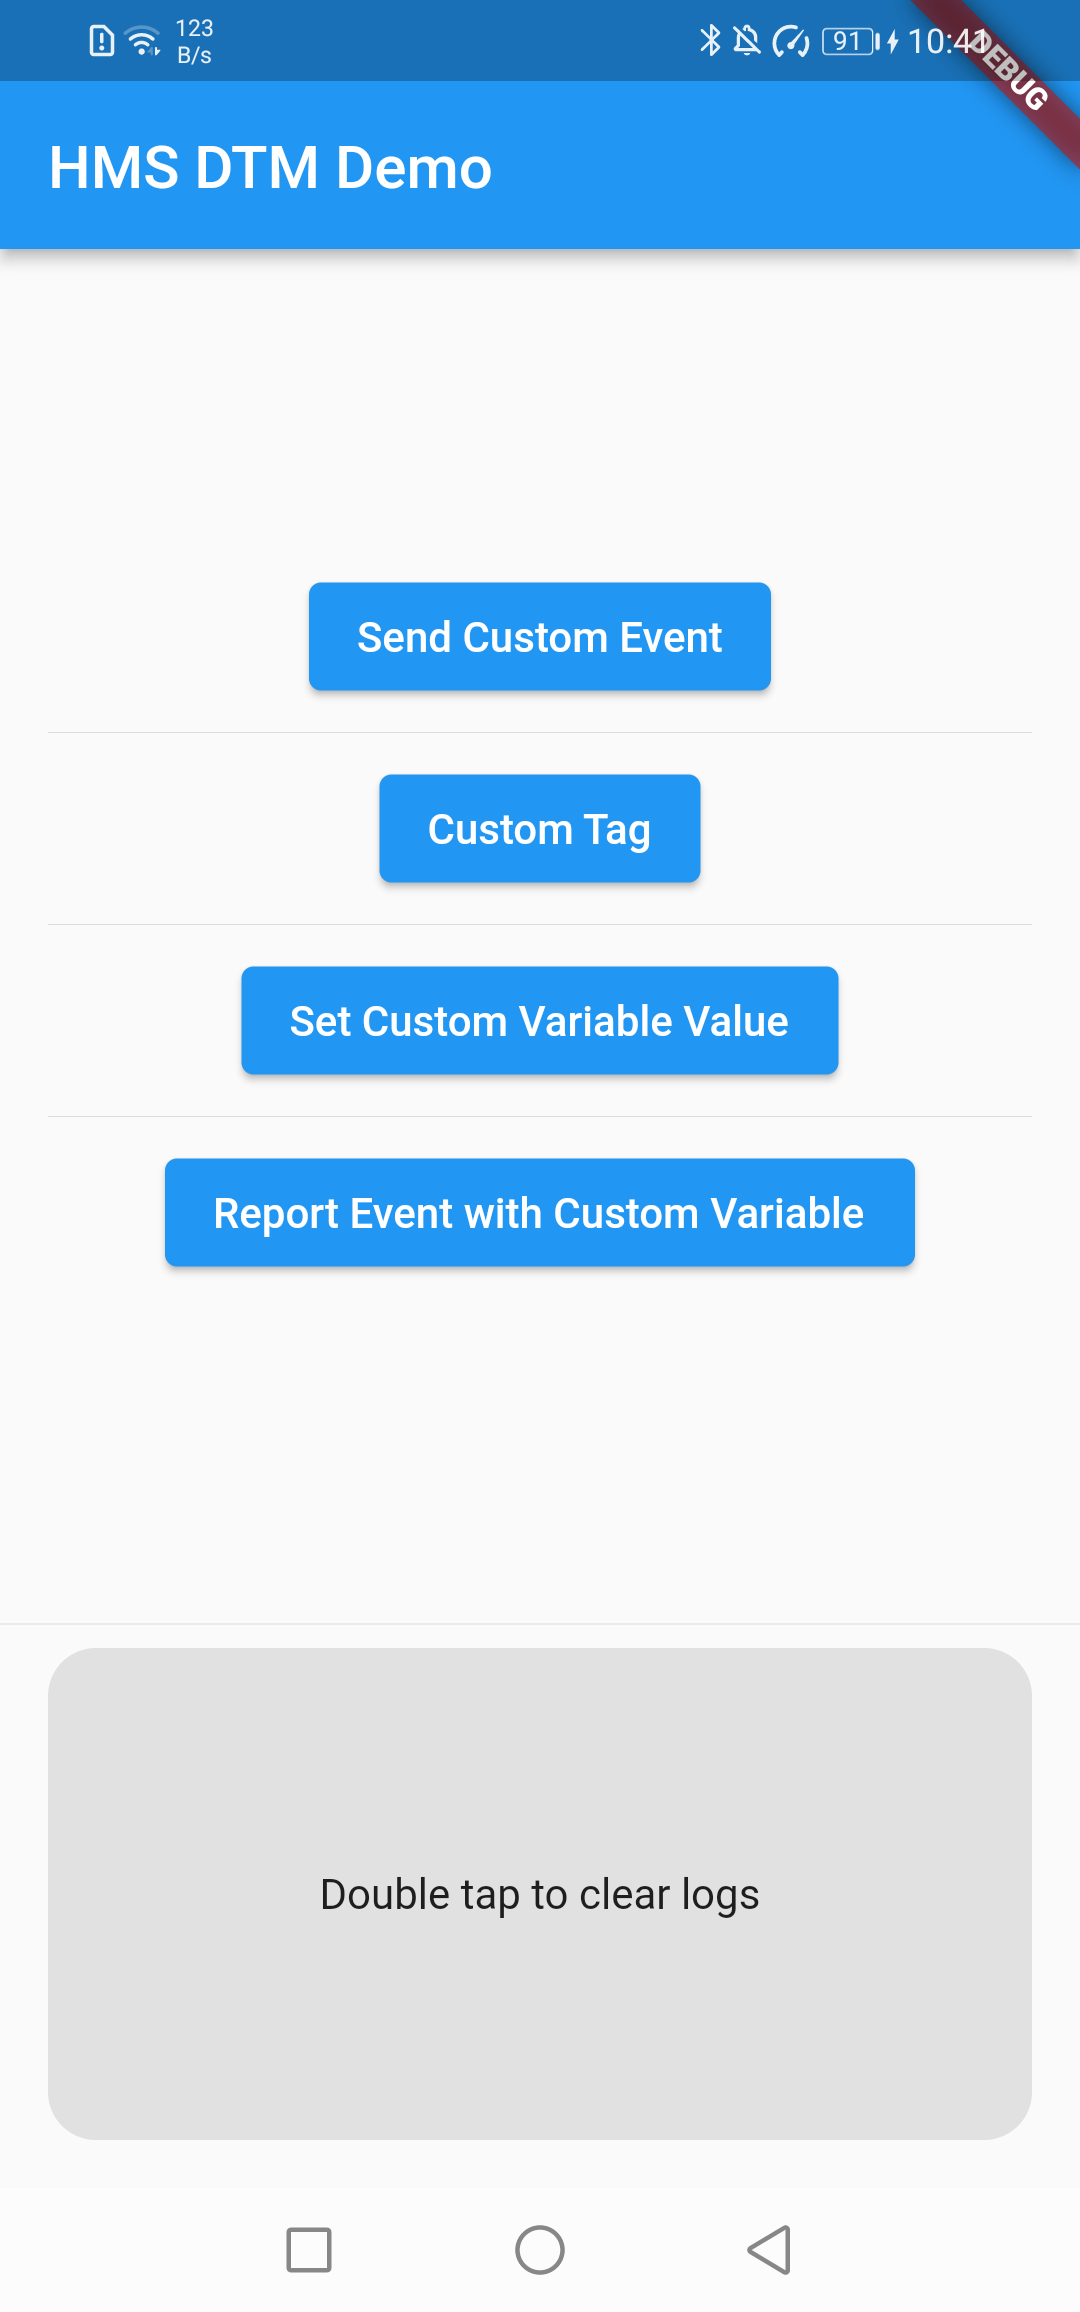 123
B/s
91
10:41
DEBUG
HMS DTM Demo
Send Custom Event
Custom Tag
Set Custom Variable Value
Report Event with Custom Variable
Double tap to clear logs